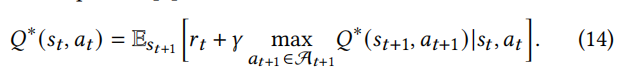 Q*(s_t, a_t) = 𝔼_{s_{t+1}} [ r_t + γ max_{a_{t+1} ∈ 𝒜_{t+1}} Q*(s_{t+1}, a_{t+1}) | s_t, a_t ]. (14)